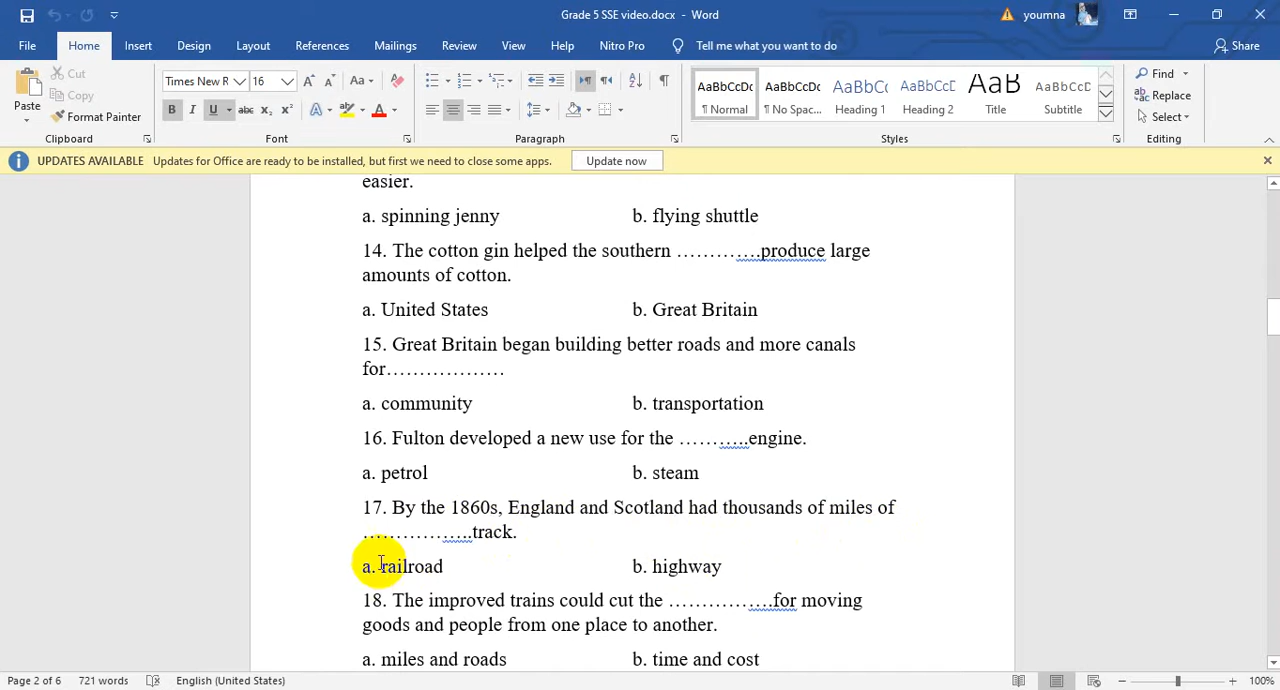 Grade 5 SSE video.docx - Word
youmna
File Home Insert Design Layout References Mailings Review View Help Nitro Pro Tell me what you want to do Share
Cut
Copy
Format Painter
Paste
Clipboard
Times New R 16
Font
Paragraph
AaBbCcDc AaBbCcDc AaBbCc AaBbCcC AaB AaBbCcC
¶ Normal ¶ No Spac... Heading 1 Heading 2 Title Subtitle
Styles
Find
Replace
Select
Editing
UPDATES AVAILABLE Updates for Office are ready to be installed, but first we need to close some apps. Update now
easier.
a. spinning jenny b. flying shuttle
14. The cotton gin helped the southern ………….produce large
amounts of cotton.
a. United States b. Great Britain
15. Great Britain began building better roads and more canals
for………………
a. community b. transportation
16. Fulton developed a new use for the ………..engine.
a. petrol b. steam
17. By the 1860s, England and Scotland had thousands of miles of
……………..track.
a. railroad b. highway
18. The improved trains could cut the …………….for moving
goods and people from one place to another.
a. miles and roads b. time and cost
Page 2 of 6 721 words English (United States) 100%